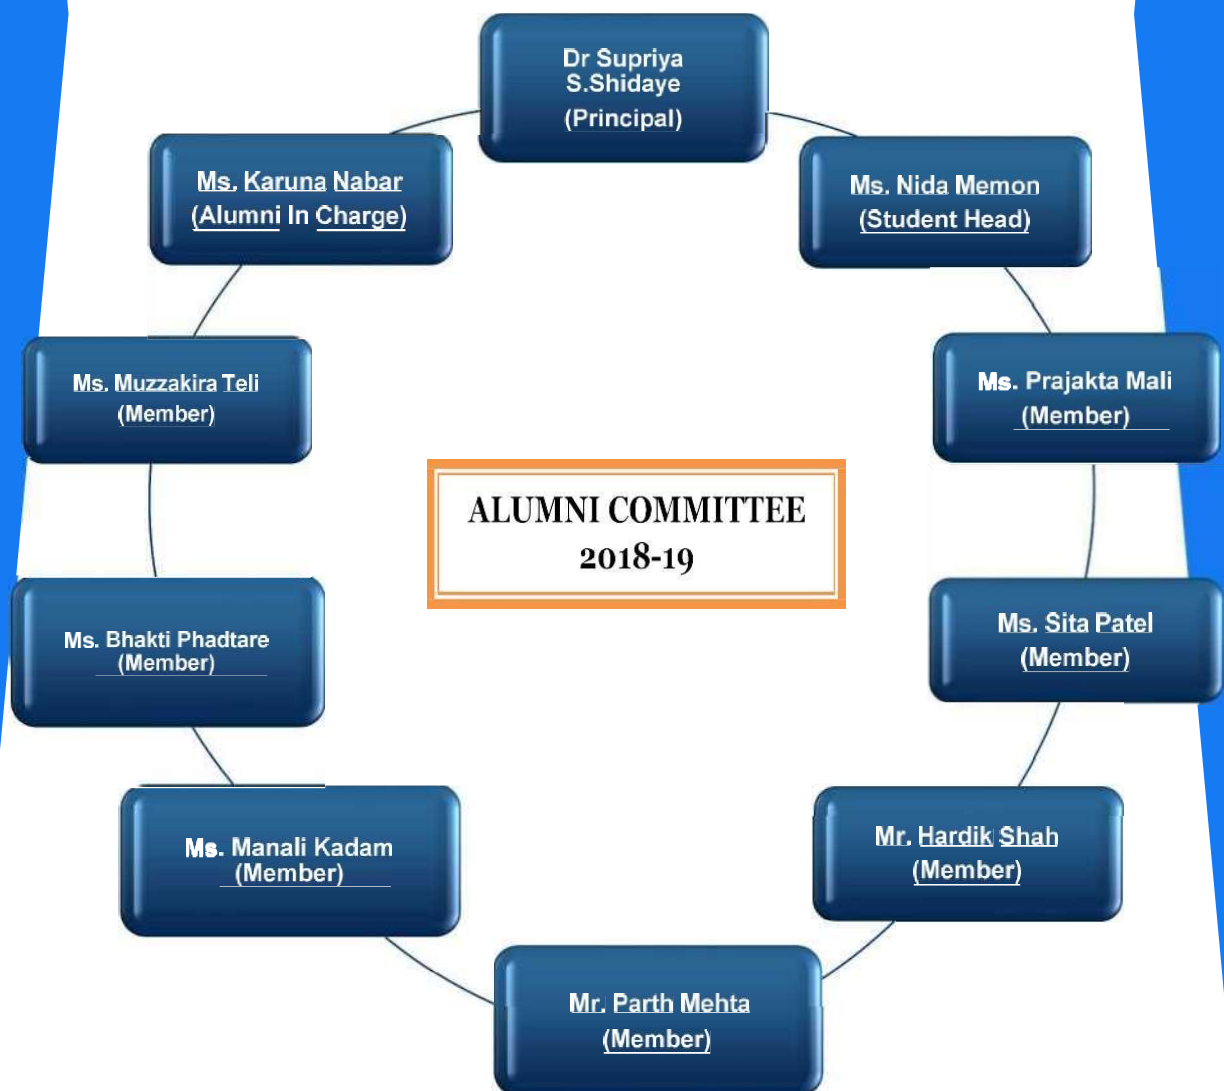 Dr Supriya
S.Shidaye
(Principal)
Ms. Karuna Nabar
(Alumni In Charge)
Ms. Nida Memon
(Student Head)
Ms. Muzzakira Teli
(Member)
Ms. Prajakta Mali
(Member)
ALUMNI COMMITTEE
2018-19
Ms. Bhakti Phadtare
(Member)
Ms. Sita Patel
(Member)
Ms. Manali Kadam
(Member)
Mr. Hardik Shah
(Member)
Mr. Parth Mehta
(Member)